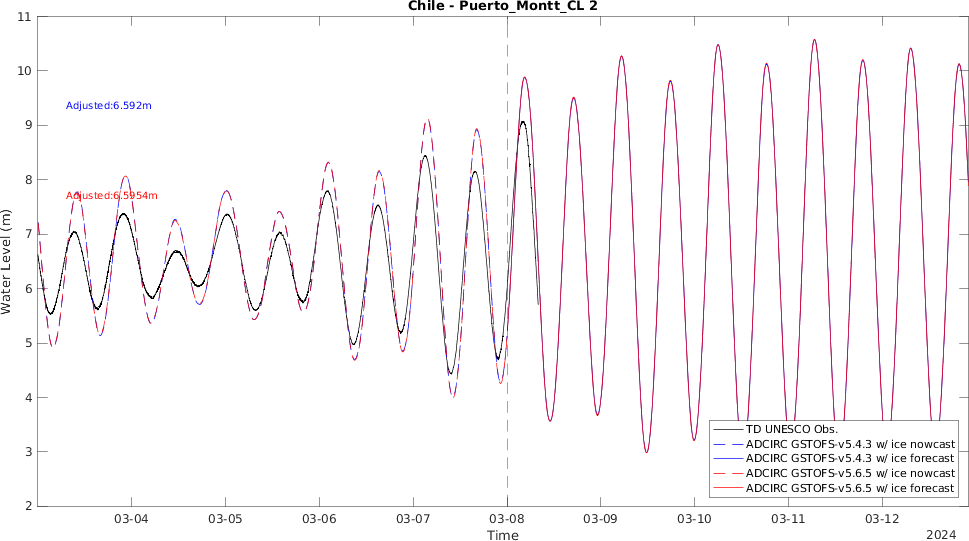 Chile - Puerto_Montt_CL 2
Water Level (m)
11
10
9
8
7
6
5
4
3
2
Adjusted:6.592m
Adjusted:6.5954m
TD UNESCO Obs.
ADCIRC GSTOFS-v5.4.3 w/ ice nowcast
ADCIRC GSTOFS-v5.4.3 w/ ice forecast
ADCIRC GSTOFS-v5.6.5 w/ ice nowcast
ADCIRC GSTOFS-v5.6.5 w/ ice forecast
03-04 03-05 03-06 03-07 03-08 03-09 03-10 03-11 03-12
Time
2024